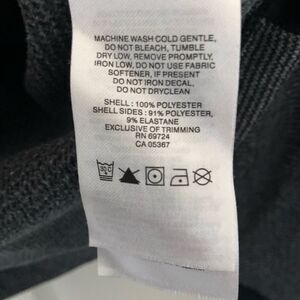 MACHINE WASH COLD GENTLE,
DO NOT BLEACH, TUMBLE
DRY LOW, REMOVE PROMPTLY,
IRON LOW, DO NOT USE FABRIC
SOFTENER, IF PRESENT
DO NOT IRON DECAL,
DO NOT DRYCLEAN
SHELL : 100% POLYESTER
SHELL SIDES : 91% POLYESTER,
9% ELASTANE
EXCLUSIVE OF TRIMMING
RN 69724
CA 05367
30°C